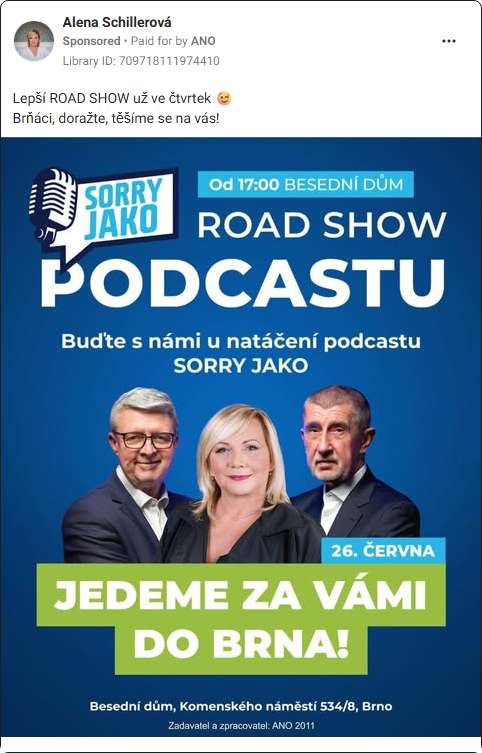 Alena Schillerová
Sponsored • Paid for by ANO
Library ID: 709718111974410
Lepší ROAD SHOW už ve čtvrtek 😉
Brňáci, doražte, těšíme se na vás!
SORRY
JAKO
Od 17:00 BESEDNÍ DŮM
ROAD SHOW
PODCASTU
Buďte s námi u natáčení podcastu
SORRY JAKO
26. ČERVNA
JEDEME ZA VÁMI
DO BRNA!
Besední dům, Komenského náměstí 534/8, Brno
Zadavatel a zpracovatel: ANO 2011